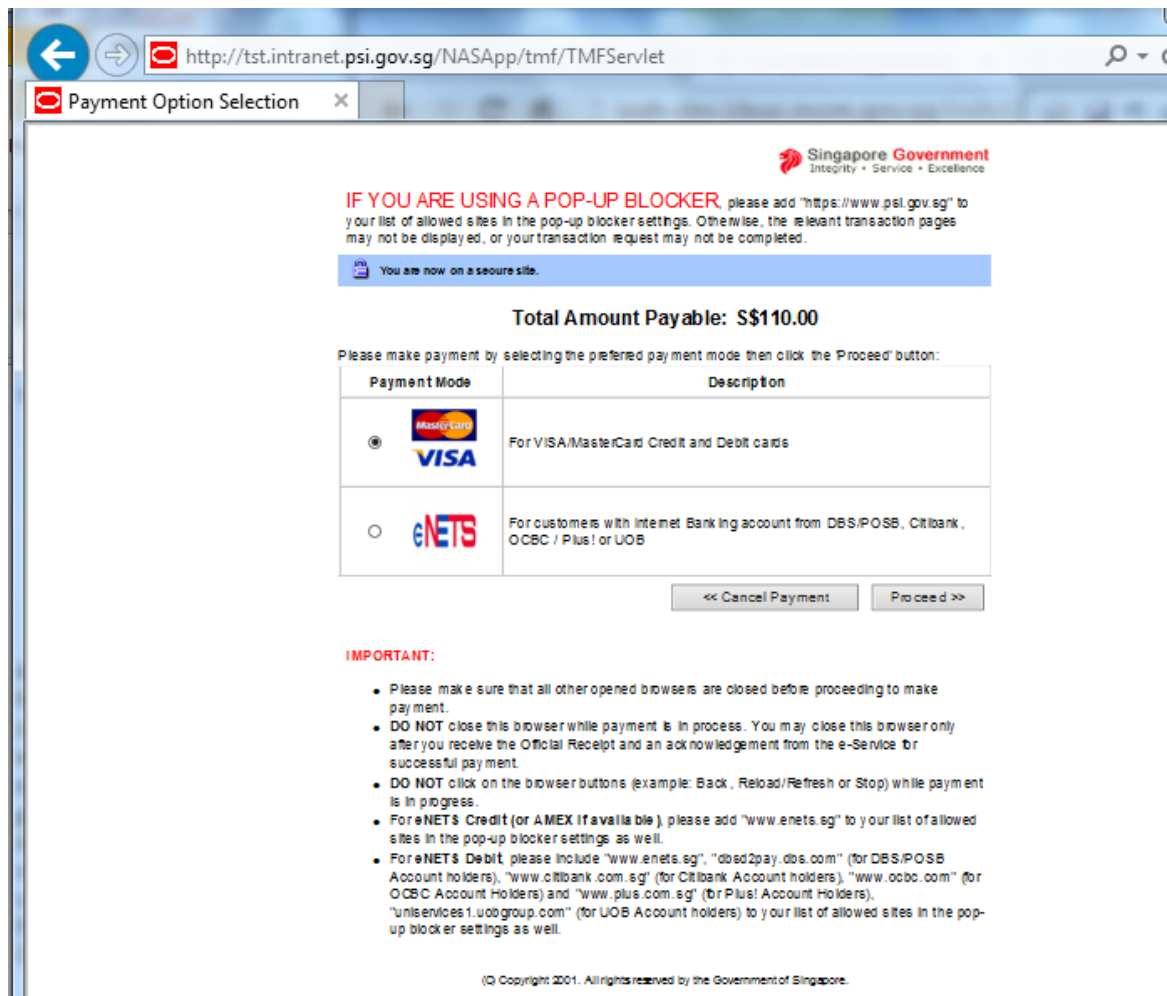 http://tst.intranet.psi.gov.sg/NASApp/tmf/TMFServlet
Payment Option Selection
Singapore Government
Integrity • Service • Excellence
IF YOU ARE USING A POP-UP BLOCKER, please add "https://www.psi.gov.sg" to
your list of allowed sites in the pop-up blocker settings. Otherwise, the relevant transaction pages
may not be displayed, or your transaction request may not be completed.
You are now on a secure site.
Total Amount Payable: S$110.00
Please make payment by selecting the preferred payment mode then click the 'Proceed' button:
Payment Mode Description
MasterCard
VISA
For VISA/MasterCard Credit and Debit cards
eNETS
For customers with Internet Banking account from DBS/POSB, Citibank,
OCBC / Plus! or UOB
<< Cancel Payment Proceed >>
IMPORTANT:
• Please make sure that all other opened browsers are closed before proceeding to make
payment.
• DO NOT close this browser while payment is in process. You may close this browser only
after you receive the Official Receipt and an acknowledgement from the e-Service for
successful payment.
• DO NOT click on the browser buttons (example: Back, Reload/Refresh or Stop) while payment
is in progress.
• For eNETS Credit (or AMEX if available), please add "www.enets.sg" to your list of allowed
sites in the pop-up blocker settings as well.
• For eNETS Debit, please include "www.enets.sg", "dbsd2pay.dbs.com" (for DBS/POSB
Account holders), "www.citibank.com.sg" (for Citibank Account holders), "www.ocbc.com" (for
OCBC Account Holders) and "www.plus.com.sg" (for Plus! Account Holders),
"uniservices1.uobgroup.com" (for UOB Account holders) to your list of allowed sites in the pop-
up blocker settings as well.
(C) Copyright 2001. All rights reserved by the Government of Singapore.